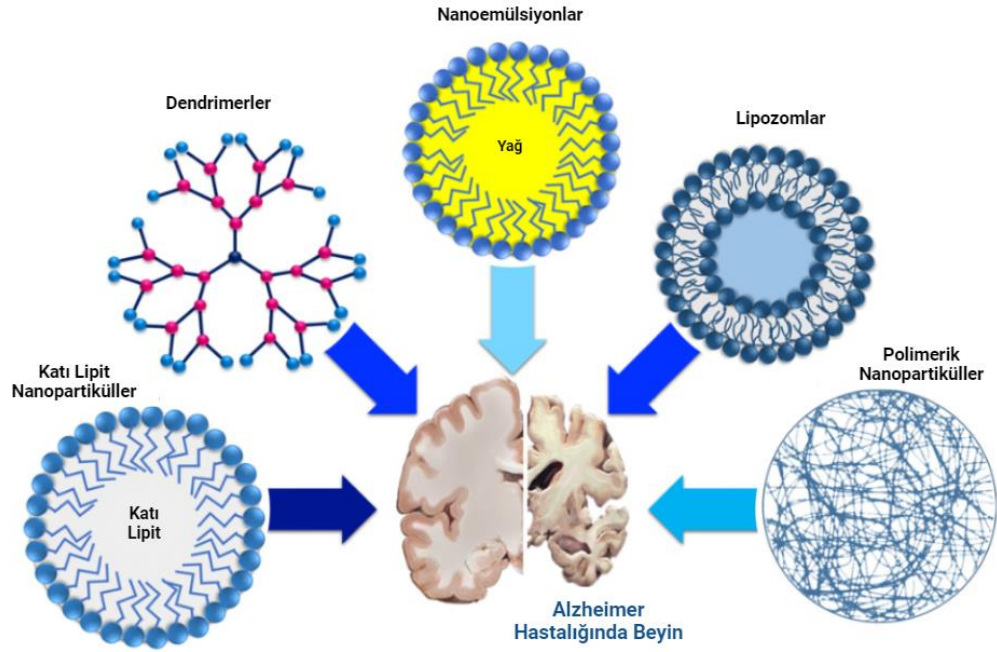 Nanoemülsiyonlar
Yağ
Dendrimerler
Lipozomlar
Katı Lipit
Nanopartiküller
Katı
Lipit
Polimerik
Nanopartiküller
Alzheimer
Hastalığında Beyin